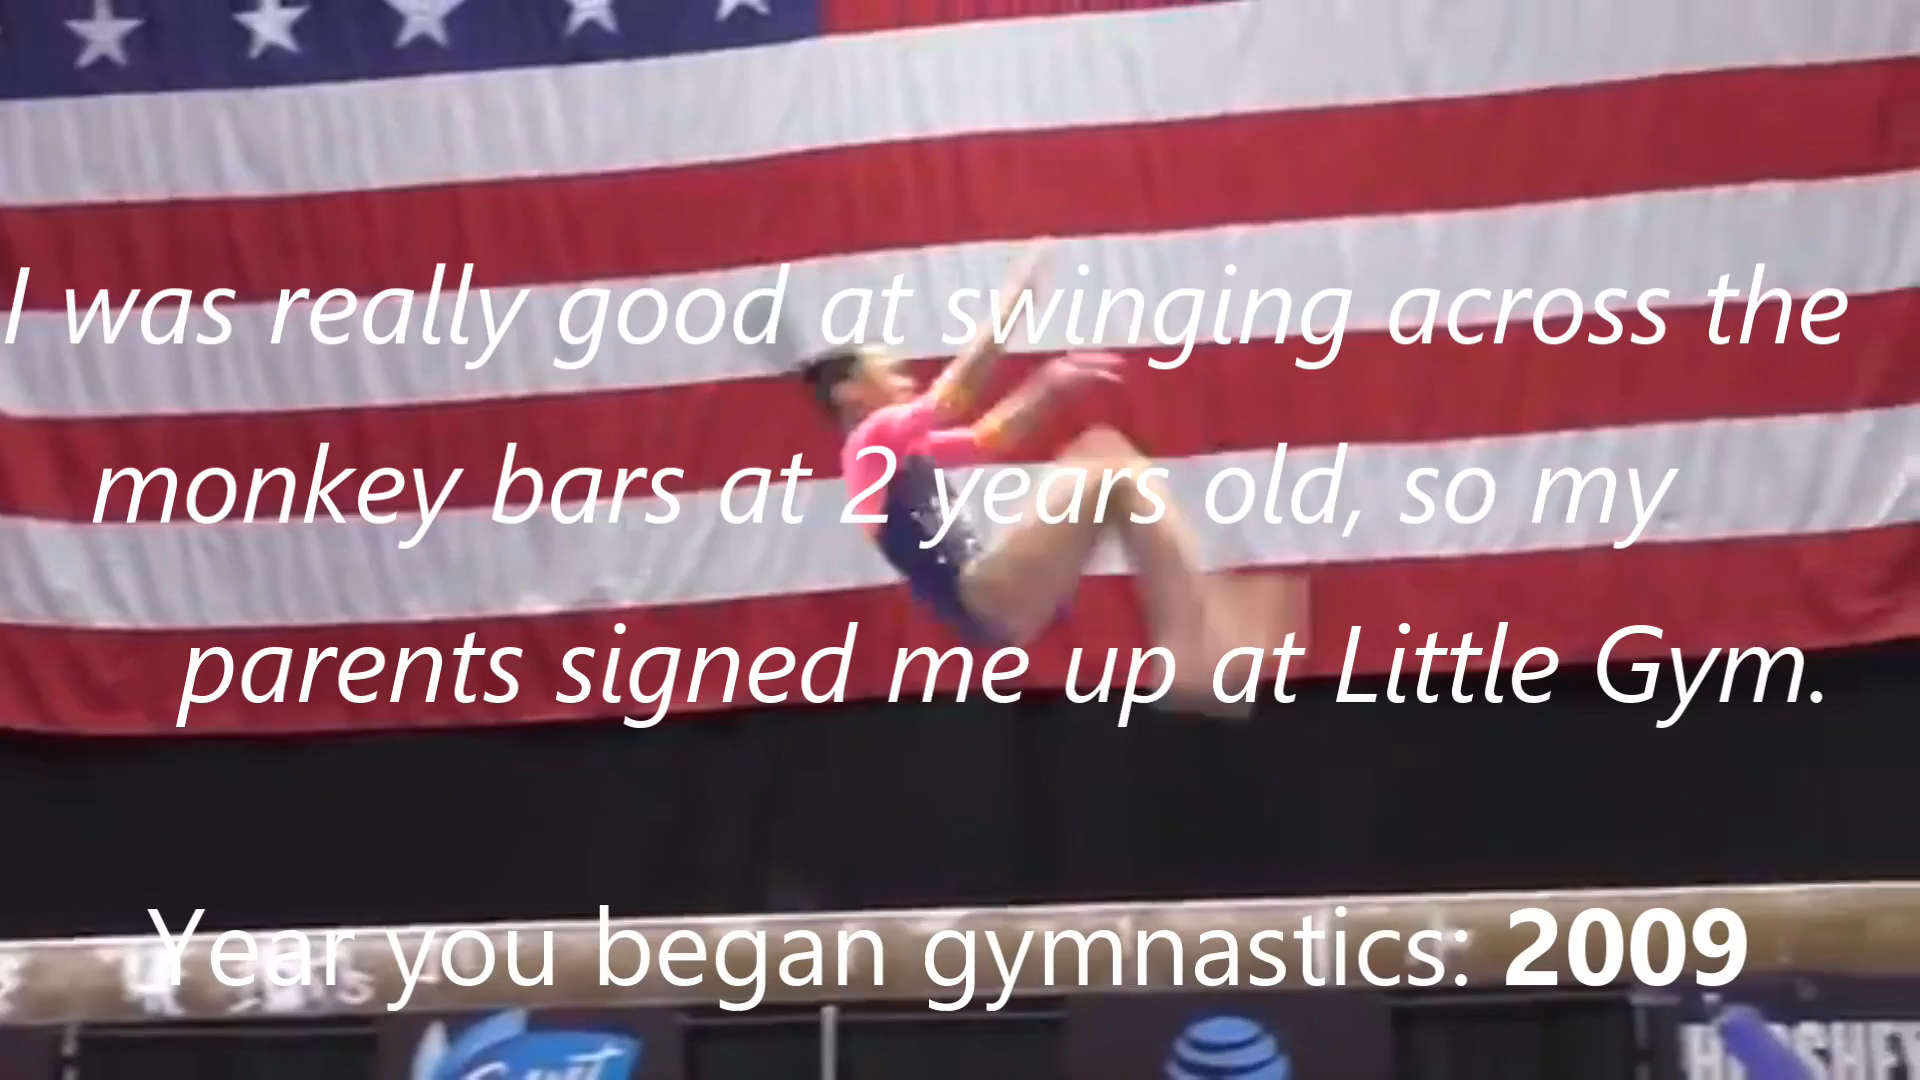 I was really good at swinging across the
monkey bars at 2 years old, so my
parents signed me up at Little Gym.
Year you began gymnastics: 2009